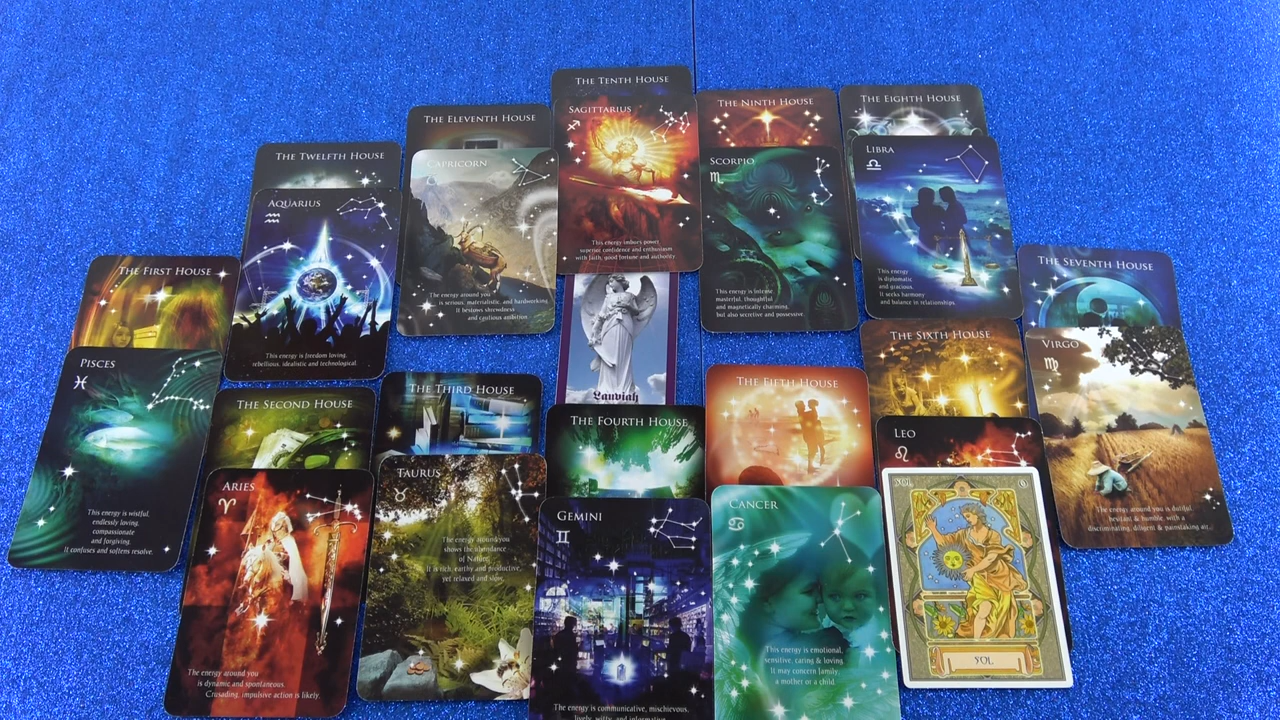 The Tenth House
Sagittarius
This energy imbues power,
superior confidence and enthusiasm
with faith, good fortune and authority.
The Ninth House
Scorpio
This energy is intense,
masterful, thoughtful
and magnetically charming,
but also secretive and possessive.
The Eighth House
Libra
This energy
is diplomatic
and gracious.
It seeks harmony
and balance in relationships.
The Eleventh House
Capricorn
The energy around you
is serious, materialistic, and hardworking.
It bestows shrewdness
and cautious ambition.
The Twelfth House
Aquarius
This energy is freedom loving,
rebellious, idealistic and technological.
The First House
Pisces
This energy is wistful,
endlessly loving,
compassionate
and forgiving.
It confuses and softens resolve.
The Seventh House
Virgo
The energy around you is dutiful,
hesitant & humble, with a
discriminating, diligent & painstaking air.
Lauviah
The Second House
Aries
The energy around you
is dynamic and spontaneous.
Crusading, impulsive action is likely.
The Third House
Taurus
The energy around you
shows the abundance
of Nature.
It is rich, earthy and productive,
yet relaxed and slow.
The Fourth House
Gemini
The energy is communicative, mischievous,
lively, witty, and informative.
The Fifth House
Cancer
This energy is emotional,
sensitive, caring & loving.
It may concern family,
a mother or a child.
The Sixth House
Leo
SOL
SOL